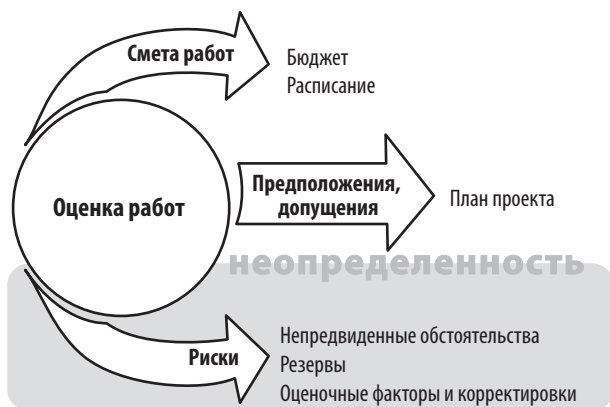 Смета работ
Бюджет
Расписание
Оценка работ
Предположения,
допущения
План проекта
неопределенность
Риски
Непредвиденные обстоятельства
Резервы
Оценочные факторы и корректировки